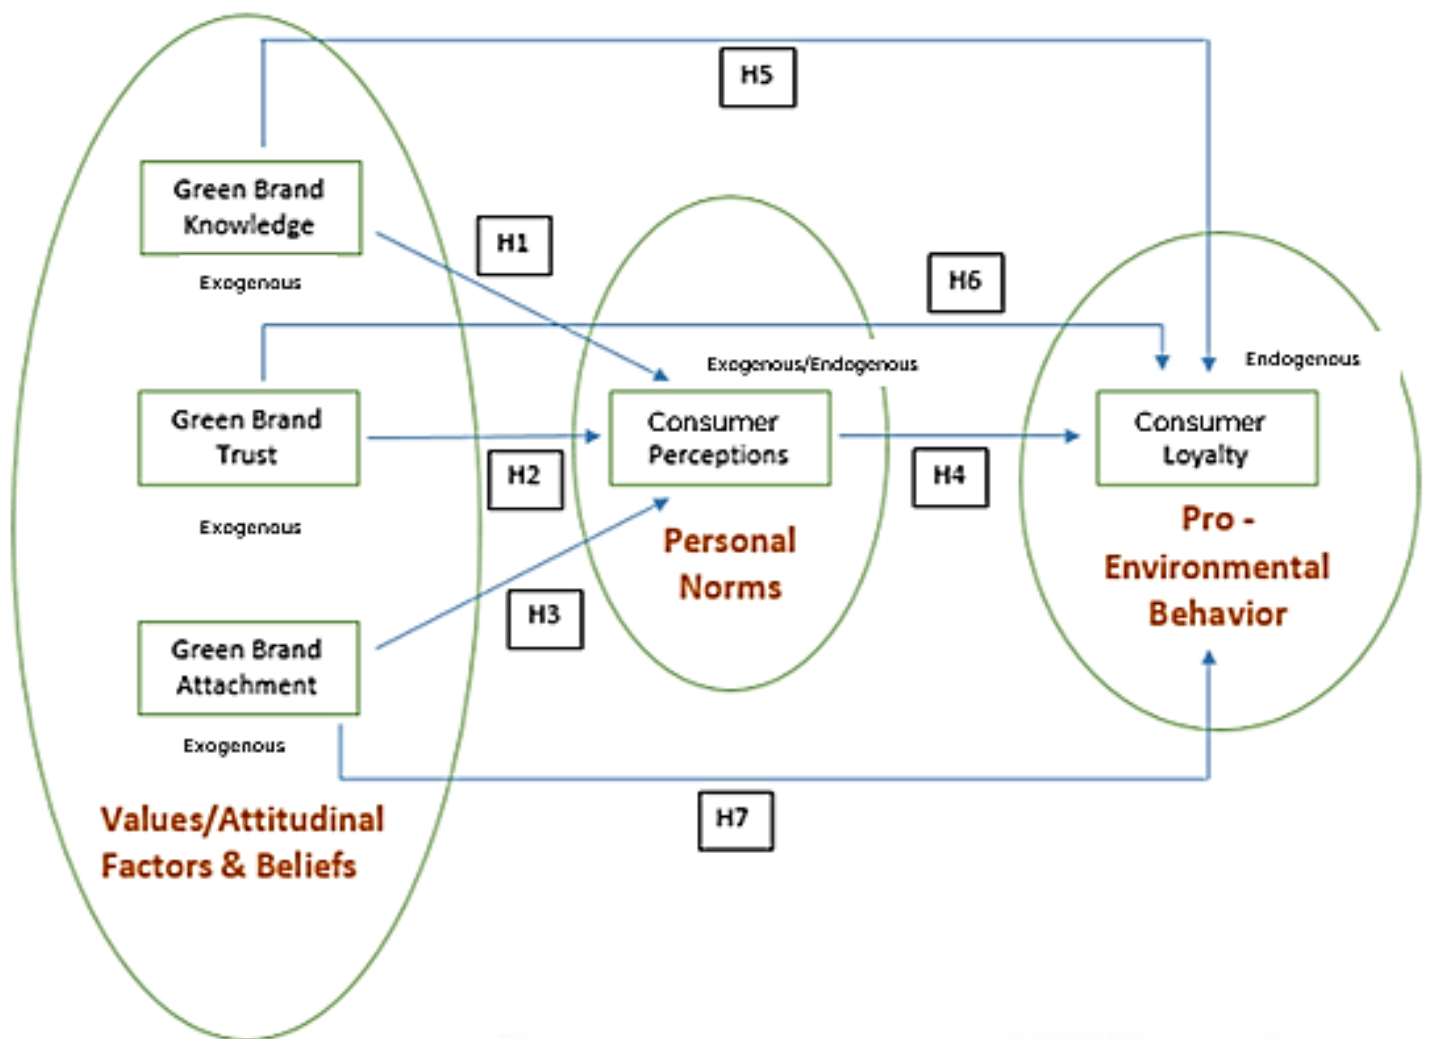 H5
Green Brand
Knowledge
Exogenous
H1
H6
Exogenous/Endogenous
Endogenous
Green Brand
Trust
Exogenous
H2
Consumer
Perceptions
Personal
Norms
H4
Consumer
Loyalty
Pro -
Environmental
Behavior
H3
Green Brand
Attachment
Exogenous
H7
Values/Attitudinal
Factors & Beliefs